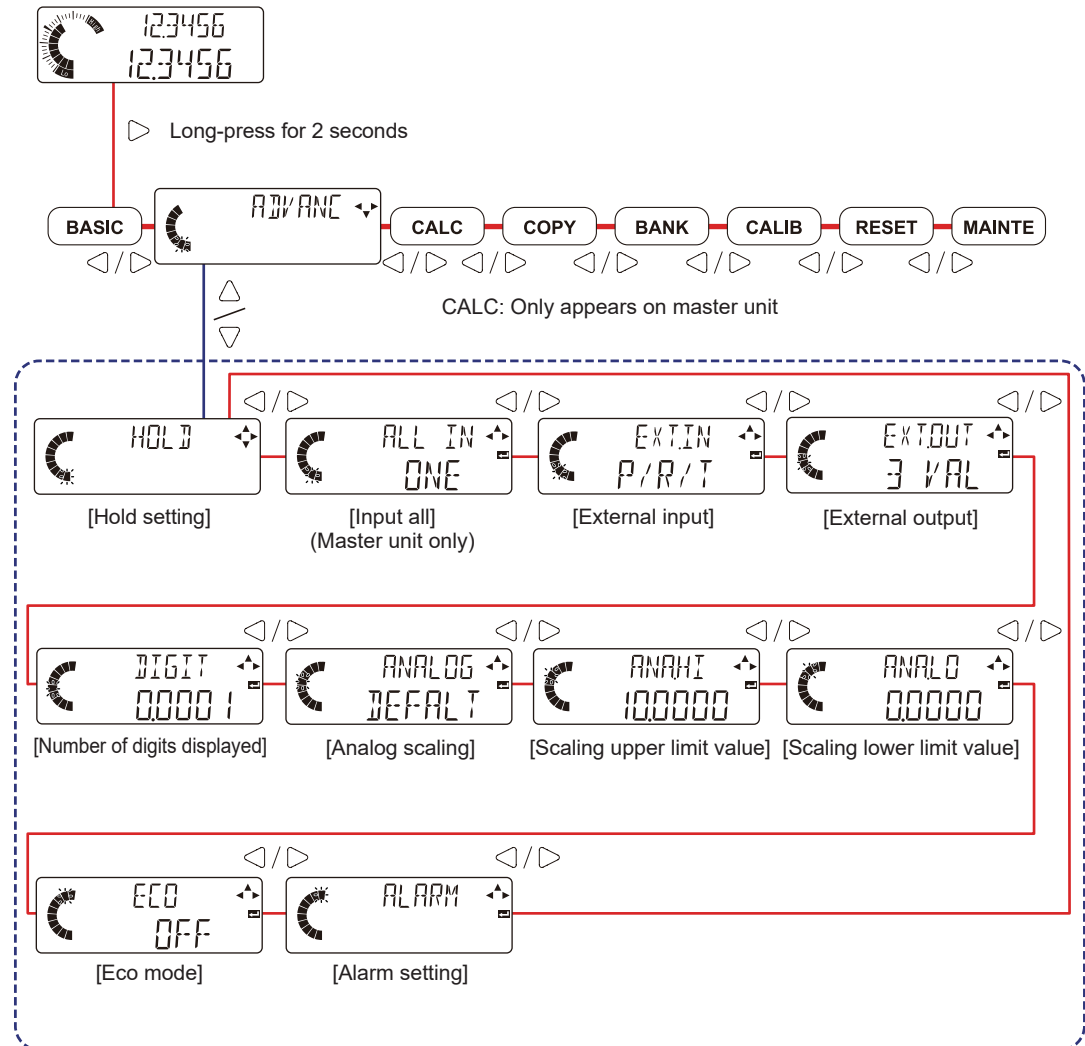 12.3456
12.3456
Long-press for 2 seconds
BASIC
ADVANC
CALC
COPY
BANK
CALIB
RESET
MAINTE
CALC: Only appears on master unit
HOLD
ALL IN
ONE
EXT.IN
P/R/T
EXT.OUT
3 VAL
[Hold setting]
[Input all]
(Master unit only)
[External input]
[External output]
DIGIT
0.0001
ANALOG
DEFALT
ANA.HI
10.0000
ANA.LO
0.0000
[Number of digits displayed]
[Analog scaling]
[Scaling upper limit value]
[Scaling lower limit value]
ECO
OFF
ALARM
[Eco mode]
[Alarm setting]